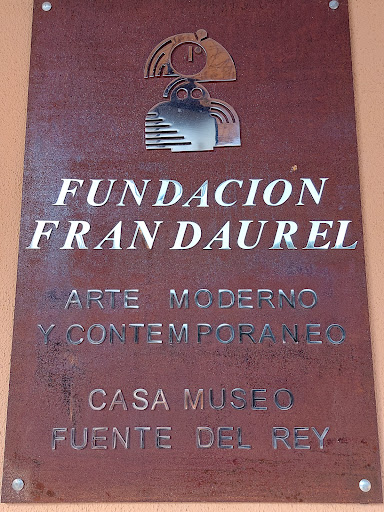 FUNDACION
FRAN DAUREL
ARTE MODERNO
Y CONTEMPORANEO
CASA MUSEO
FUENTE DEL REY